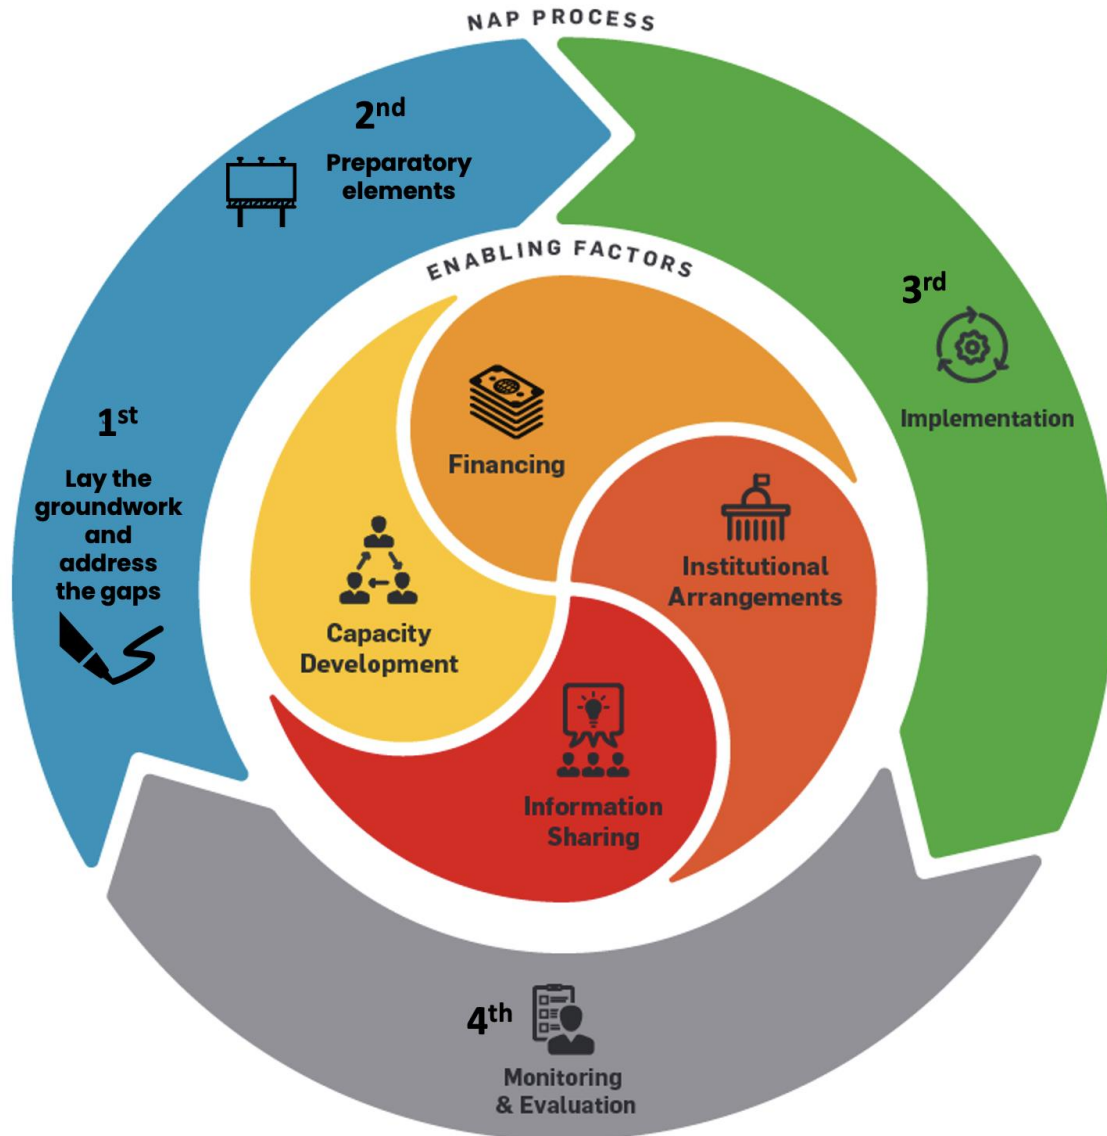 NAP PROCESS
2nd
Preparatory
elements
ENABLING FACTORS
3rd
Implementation
1st
Lay the
groundwork
and
address
the gaps
Financing
Institutional
Arrangements
Capacity
Development
Information
Sharing
4th
Monitoring
& Evaluation